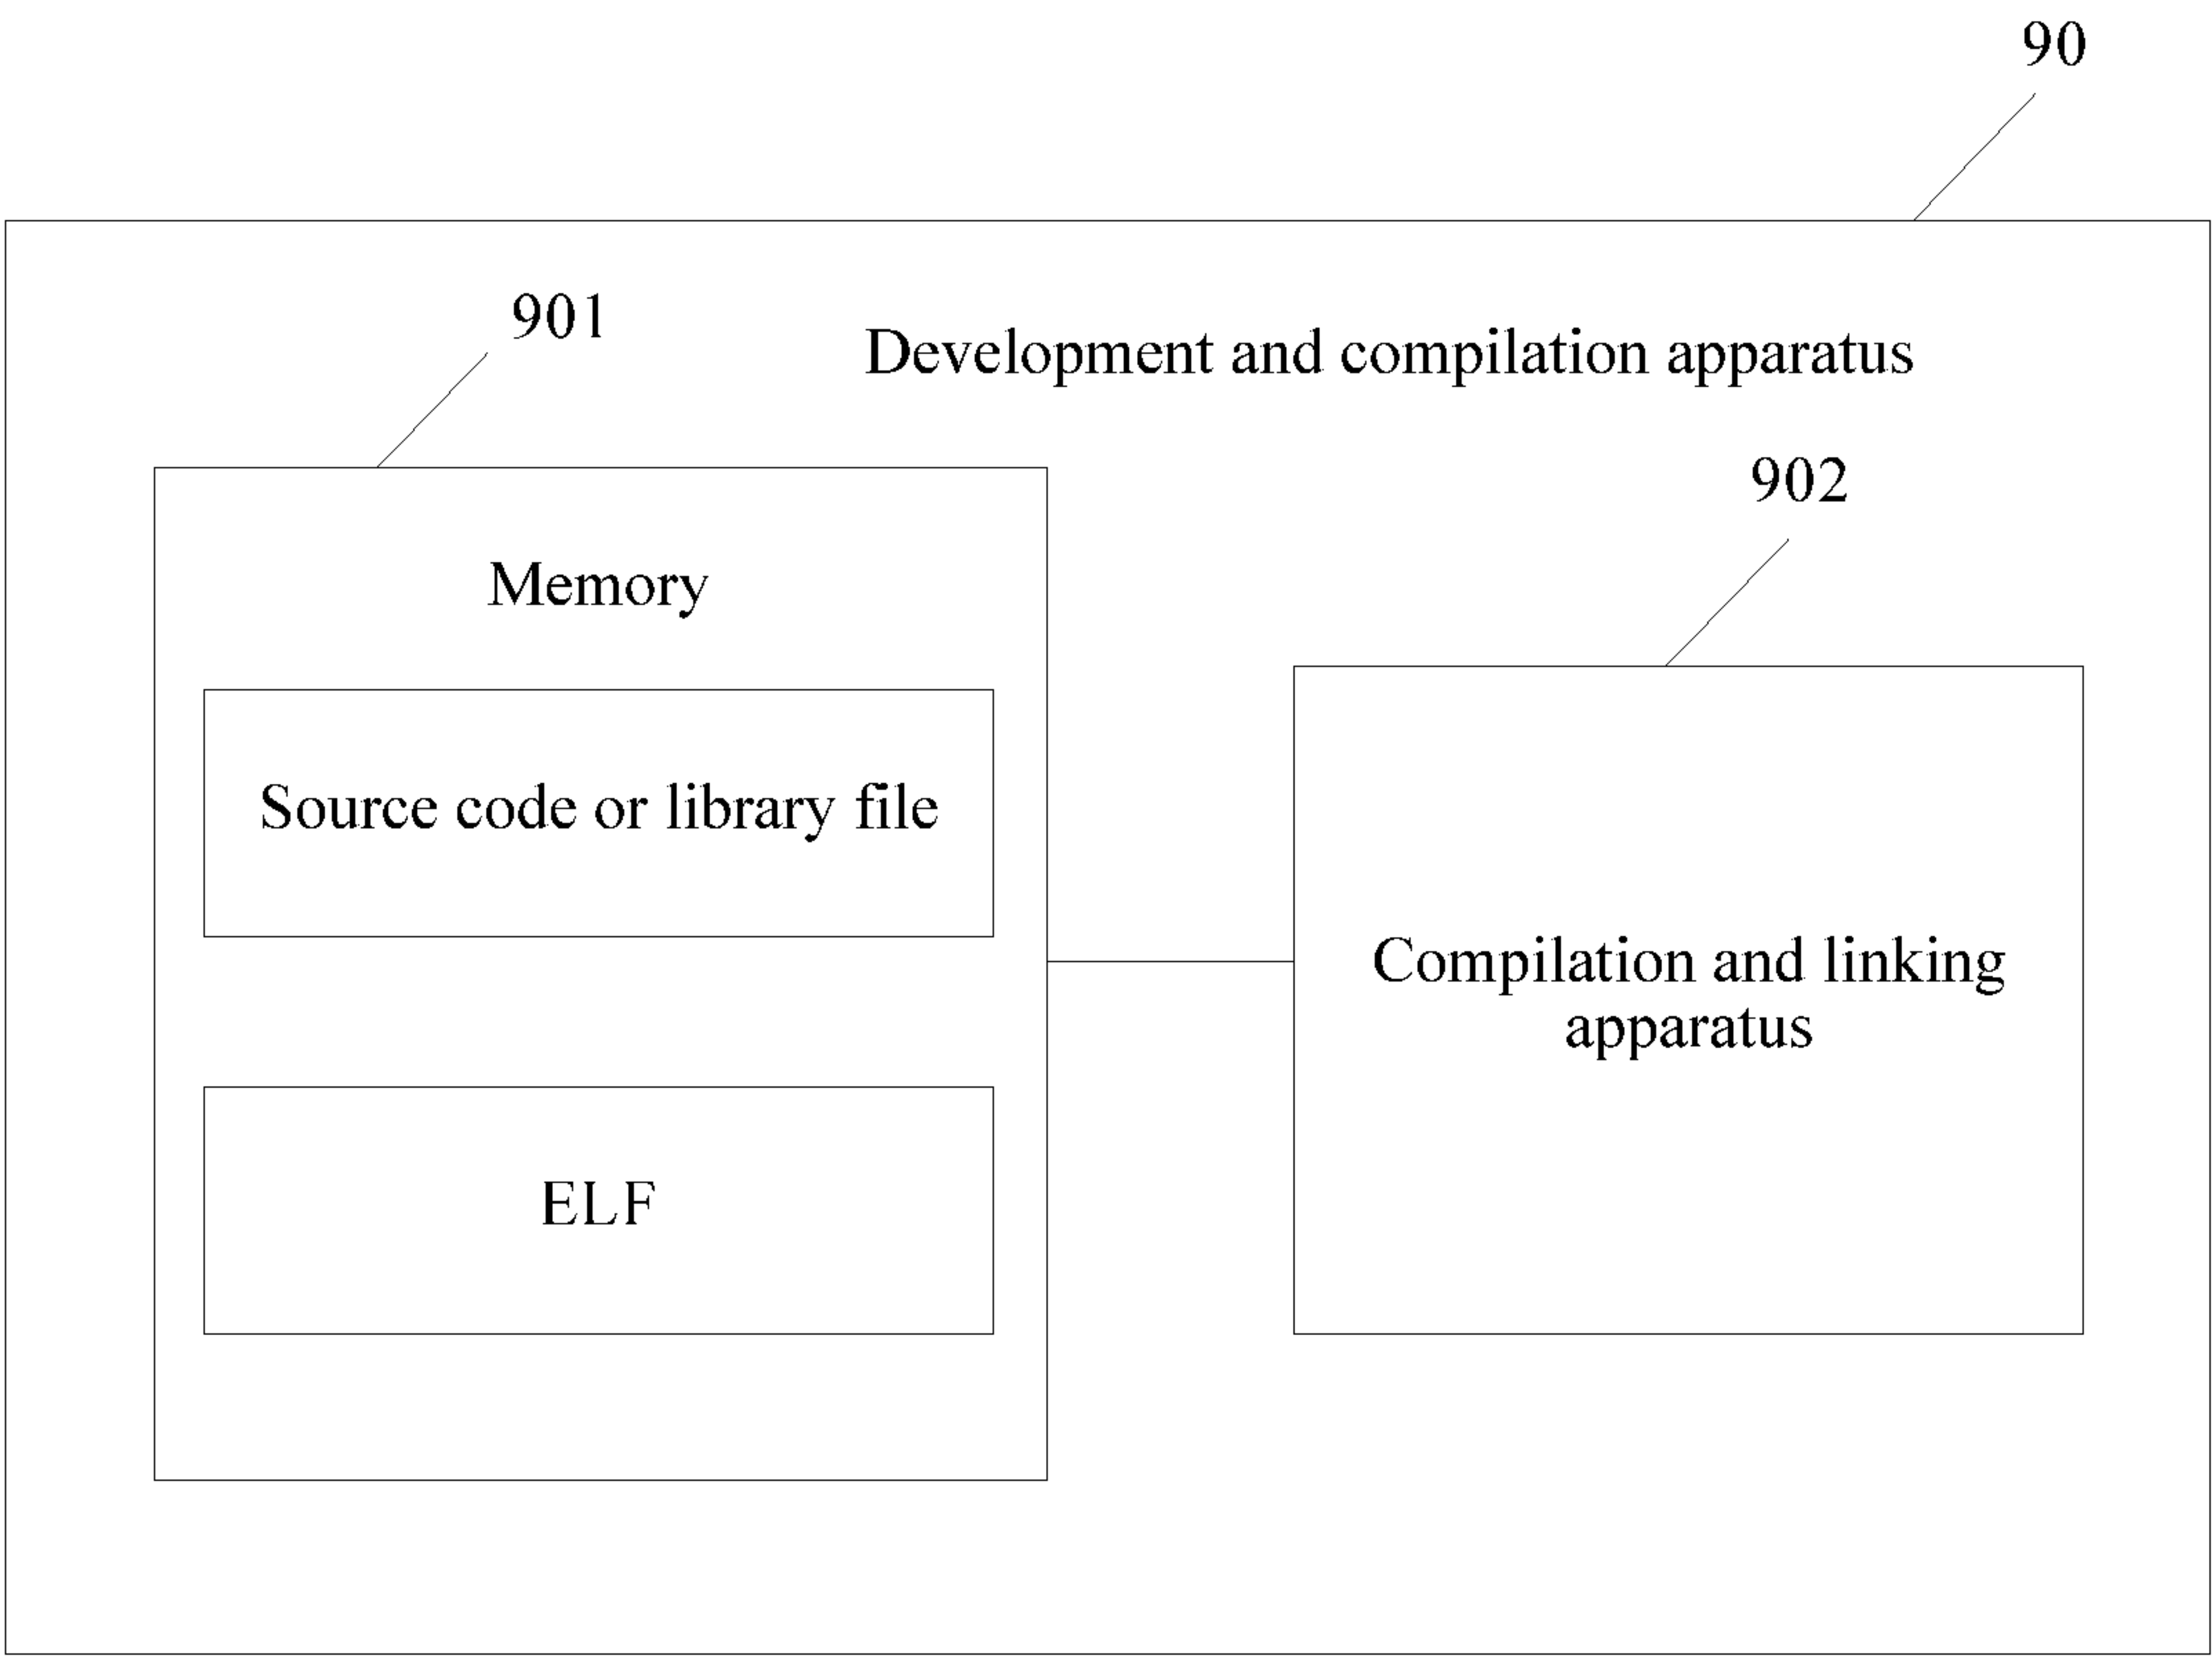 90
901
Development and compilation apparatus
902
Memory
Source code or library file
Compilation and linking
apparatus
ELF